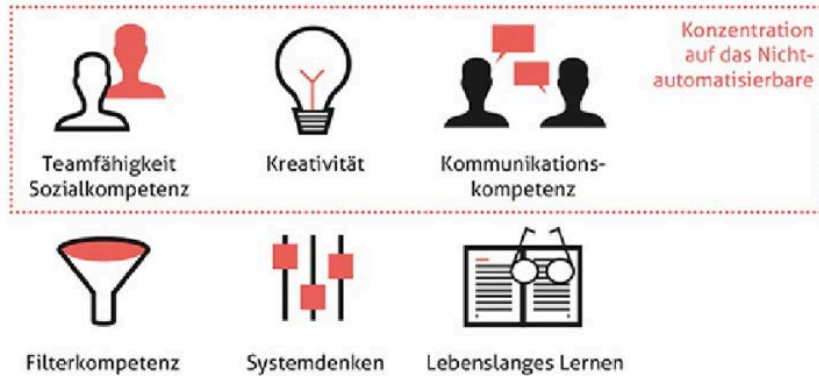 Konzentration
auf das Nicht-
automatisierbare
Teamfähigkeit
Sozialkompetenz
Kreativität
Kommunikations-
kompetenz
Filterkompetenz
Systemdenken
Lebenslanges Lernen